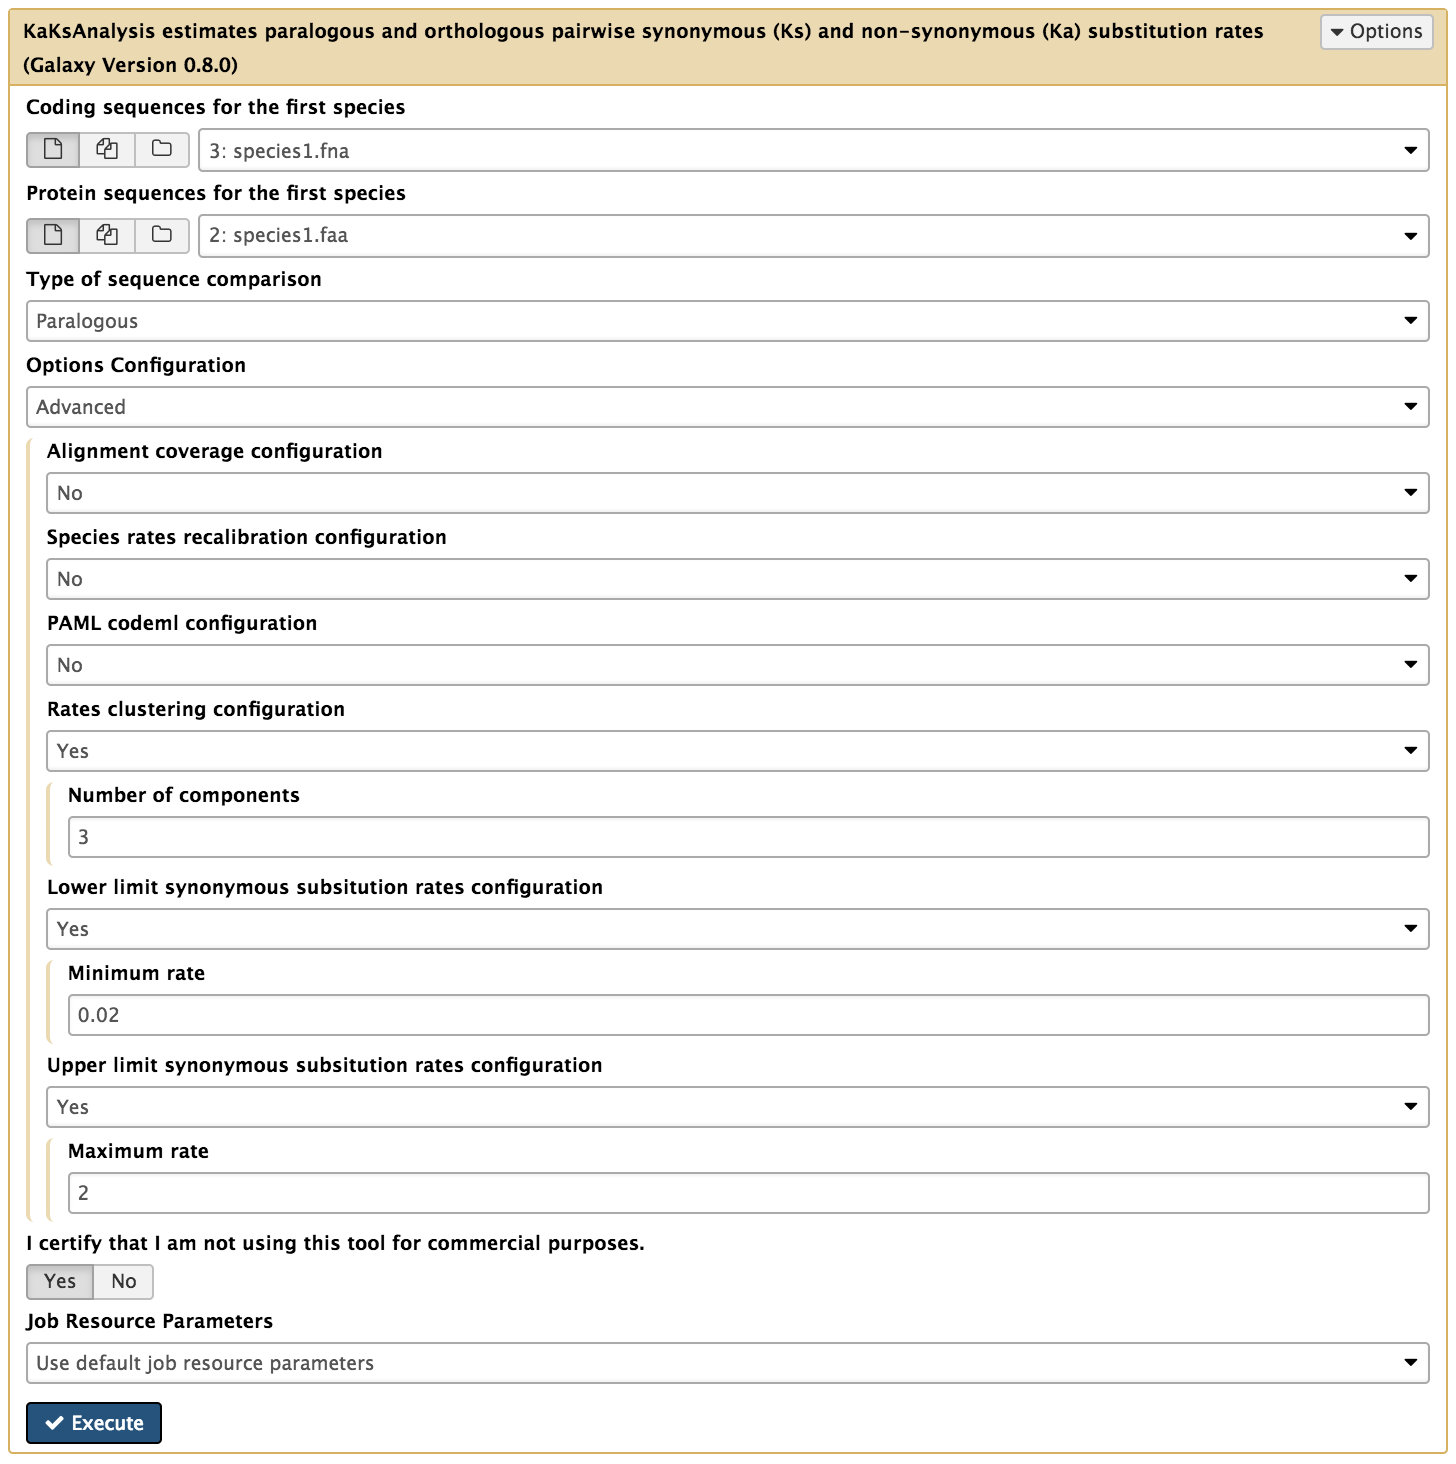 KaKsAnalysis estimates paralogous and orthologous pairwise synonymous (Ks) and non-synonymous (Ka) substitution rates
(Galaxy Version 0.8.0)
Options
Coding sequences for the first species
3: species1.fna
Protein sequences for the first species
2: species1.faa
Type of sequence comparison
Paralogous
Options Configuration
Advanced
Alignment coverage configuration
No
Species rates recalibration configuration
No
PAML codeml configuration
No
Rates clustering configuration
Yes
Number of components
3
Lower limit synonymous subsitution rates configuration
Yes
Minimum rate
0.02
Upper limit synonymous subsitution rates configuration
Yes
Maximum rate
2
I certify that I am not using this tool for commercial purposes.
Yes No
Job Resource Parameters
Use default job resource parameters
Execute